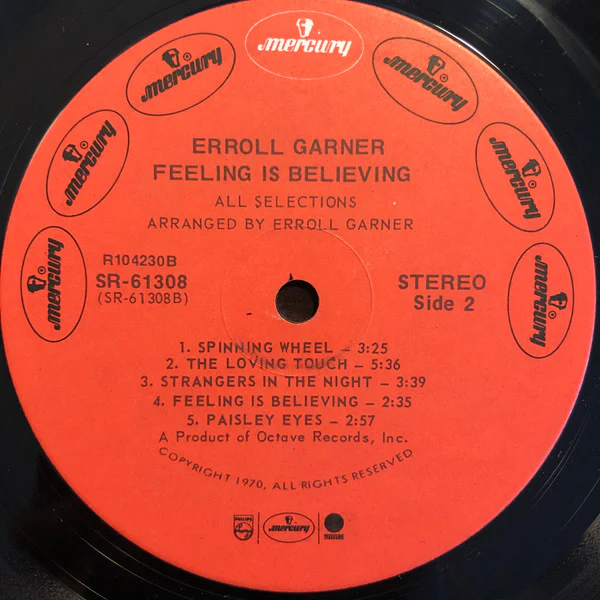 mercury
mercury
mercury
mercury
mercury
mercury
mercury
ERROLL GARNER
FEELING IS BELIEVING
ALL SELECTIONS
ARRANGED BY ERROLL GARNER
R104230B
SR-61308
(SR-61308B)
STEREO
Side 2
1. SPINNING WHEEL – 3:25
2. THE LOVING TOUCH – 5:36
3. STRANGERS IN THE NIGHT – 3:39
4. FEELING IS BELIEVING – 2:35
5. PAISLEY EYES – 2:57
A Product of Octave Records, Inc.
COPYRIGHT 1970, ALL RIGHTS RESERVED
PHILIPS
mercury